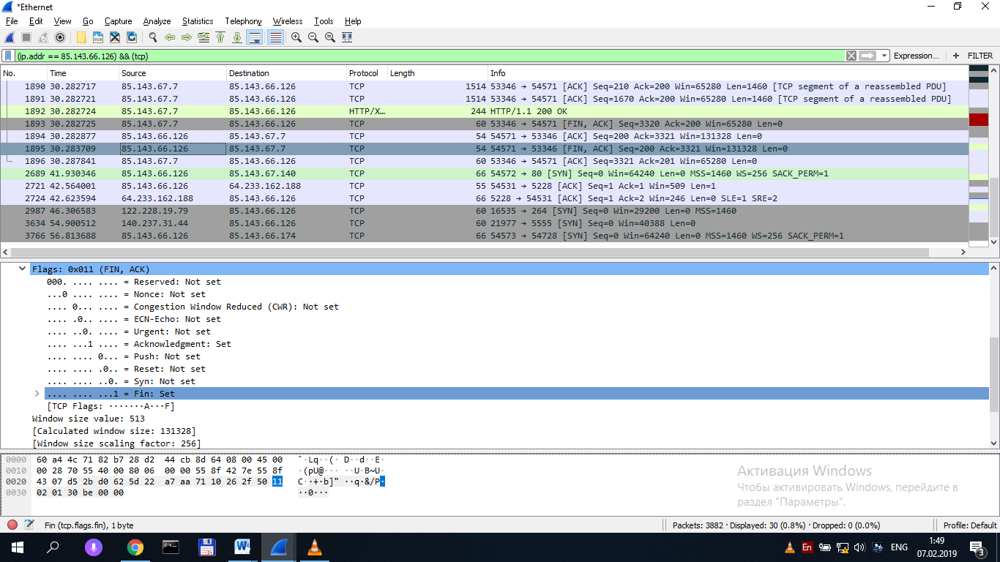 *Ethernet
File Edit View Go Capture Analyze Statistics Telephony Wireless Tools Help
(ip.addr == 85.143.66.126) && (tcp) Expression... + FILTER
No. Time Source Destination Protocol Length Info
1890 30.282717 85.143.67.7 85.143.66.126 TCP 1514 53346 → 54571 [ACK] Seq=210 Ack=200 Win=65280 Len=1460 [TCP segment of a reassembled PDU]
1891 30.282721 85.143.67.7 85.143.66.126 TCP 1514 53346 → 54571 [ACK] Seq=1670 Ack=200 Win=65280 Len=1460 [TCP segment of a reassembled PDU]
1892 30.282724 85.143.67.7 85.143.66.126 HTTP/X… 244 HTTP/1.1 200 OK
1893 30.282725 85.143.67.7 85.143.66.126 TCP 60 53346 → 54571 [FIN, ACK] Seq=3320 Ack=200 Win=65280 Len=0
1894 30.282877 85.143.66.126 85.143.67.7 TCP 54 54571 → 53346 [ACK] Seq=200 Ack=3321 Win=131328 Len=0
1895 30.283709 85.143.66.126 85.143.67.7 TCP 54 54571 → 53346 [FIN, ACK] Seq=200 Ack=3321 Win=131328 Len=0
1896 30.287841 85.143.67.7 85.143.66.126 TCP 60 53346 → 54571 [ACK] Seq=3321 Ack=201 Win=65280 Len=0
2689 41.930346 85.143.66.126 85.143.67.140 TCP 66 54572 → 80 [SYN] Seq=0 Win=64240 Len=0 MSS=1460 WS=256 SACK_PERM=1
2721 42.564001 85.143.66.126 64.233.162.188 TCP 55 54531 → 5228 [ACK] Seq=1 Ack=1 Win=509 Len=1
2724 42.623594 64.233.162.188 85.143.66.126 TCP 66 5228 → 54531 [ACK] Seq=1 Ack=2 Win=246 Len=0 SLE=1 SRE=2
2987 46.306583 122.228.19.79 85.143.66.126 TCP 60 16535 → 264 [SYN] Seq=0 Win=29200 Len=0 MSS=1460
3634 54.900512 140.237.31.44 85.143.66.126 TCP 60 21977 → 5555 [SYN] Seq=0 Win=40388 Len=0
3766 56.813688 85.143.66.126 85.143.66.174 TCP 66 54573 → 54728 [SYN] Seq=0 Win=64240 Len=0 MSS=1460 WS=256 SACK_PERM=1
Flags: 0x011 (FIN, ACK)
000. .... .... = Reserved: Not set
...0 .... .... = Nonce: Not set
.... 0... .... = Congestion Window Reduced (CWR): Not set
.... .0.. .... = ECN-Echo: Not set
.... ..0. .... = Urgent: Not set
.... ...1 .... = Acknowledgment: Set
.... .... 0... = Push: Not set
.... .... .0.. = Reset: Not set
.... .... ..0. = Syn: Not set
.... .... ...1 = Fin: Set
[TCP Flags: ·······A···F]
Window size value: 513
[Calculated window size: 131328]
[Window size scaling factor: 256]
0000 60 a4 4c 71 82 b7 28 d2 44 cb 8d 64 08 00 45 00 `·Lq··(· D··d··E·
0010 00 28 70 55 40 00 80 06 00 00 55 8f 42 7e 55 8f ·(pU@··· ··U·B~U·
0020 43 07 d5 2b d0 62 5d 22 a7 aa 71 10 26 2f 50 11 C··+·b]" ··q·&/P·
0030 02 01 30 be 00 00 ··0···
Активация Windows
Чтобы активировать Windows, перейдите в
раздел "Параметры".
Fin (tcp.flags.fin), 1 byte Packets: 3882 · Displayed: 30 (0.8%) · Dropped: 0 (0.0%) Profile: Default
En ENG 1:49
07.02.2019 3